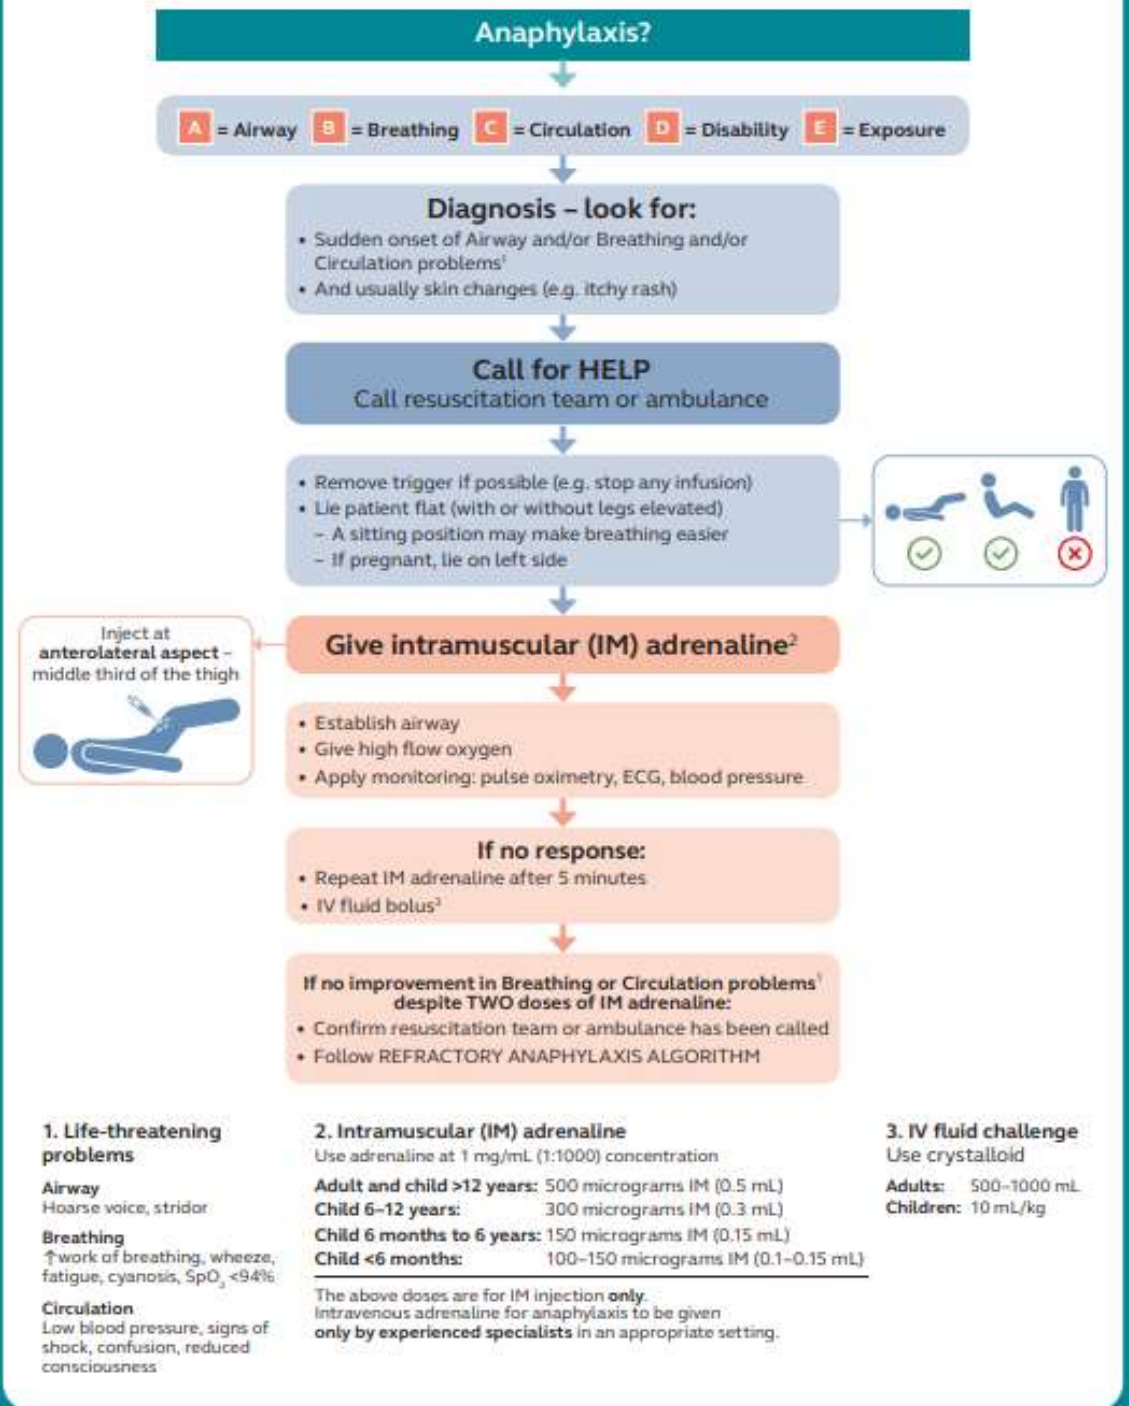 Anaphylaxis?
A = Airway B = Breathing C = Circulation D = Disability E = Exposure
Diagnosis – look for:
• Sudden onset of Airway and/or Breathing and/or
Circulation problems¹
• And usually skin changes (e.g. itchy rash)
Call for HELP
Call resuscitation team or ambulance
• Remove trigger if possible (e.g. stop any infusion)
• Lie patient flat (with or without legs elevated)
– A sitting position may make breathing easier
– If pregnant, lie on left side
Inject at
anterolateral aspect –
middle third of the thigh
Give intramuscular (IM) adrenaline²
• Establish airway
• Give high flow oxygen
• Apply monitoring: pulse oximetry, ECG, blood pressure
If no response:
• Repeat IM adrenaline after 5 minutes
• IV fluid bolus³
If no improvement in Breathing or Circulation problems¹
despite TWO doses of IM adrenaline:
• Confirm resuscitation team or ambulance has been called
• Follow REFRACTORY ANAPHYLAXIS ALGORITHM
1. Life-threatening
problems
Airway
Hoarse voice, stridor
Breathing
↑work of breathing, wheeze,
fatigue, cyanosis, SpO₂ <94%
Circulation
Low blood pressure, signs of
shock, confusion, reduced
consciousness
2. Intramuscular (IM) adrenaline
Use adrenaline at 1 mg/mL (1:1000) concentration
Adult and child >12 years: 500 micrograms IM (0.5 mL)
Child 6–12 years: 300 micrograms IM (0.3 mL)
Child 6 months to 6 years: 150 micrograms IM (0.15 mL)
Child <6 months: 100–150 micrograms IM (0.1–0.15 mL)
The above doses are for IM injection only.
Intravenous adrenaline for anaphylaxis to be given
only by experienced specialists in an appropriate setting.
3. IV fluid challenge
Use crystalloid
Adults: 500–1000 mL
Children: 10 mL/kg